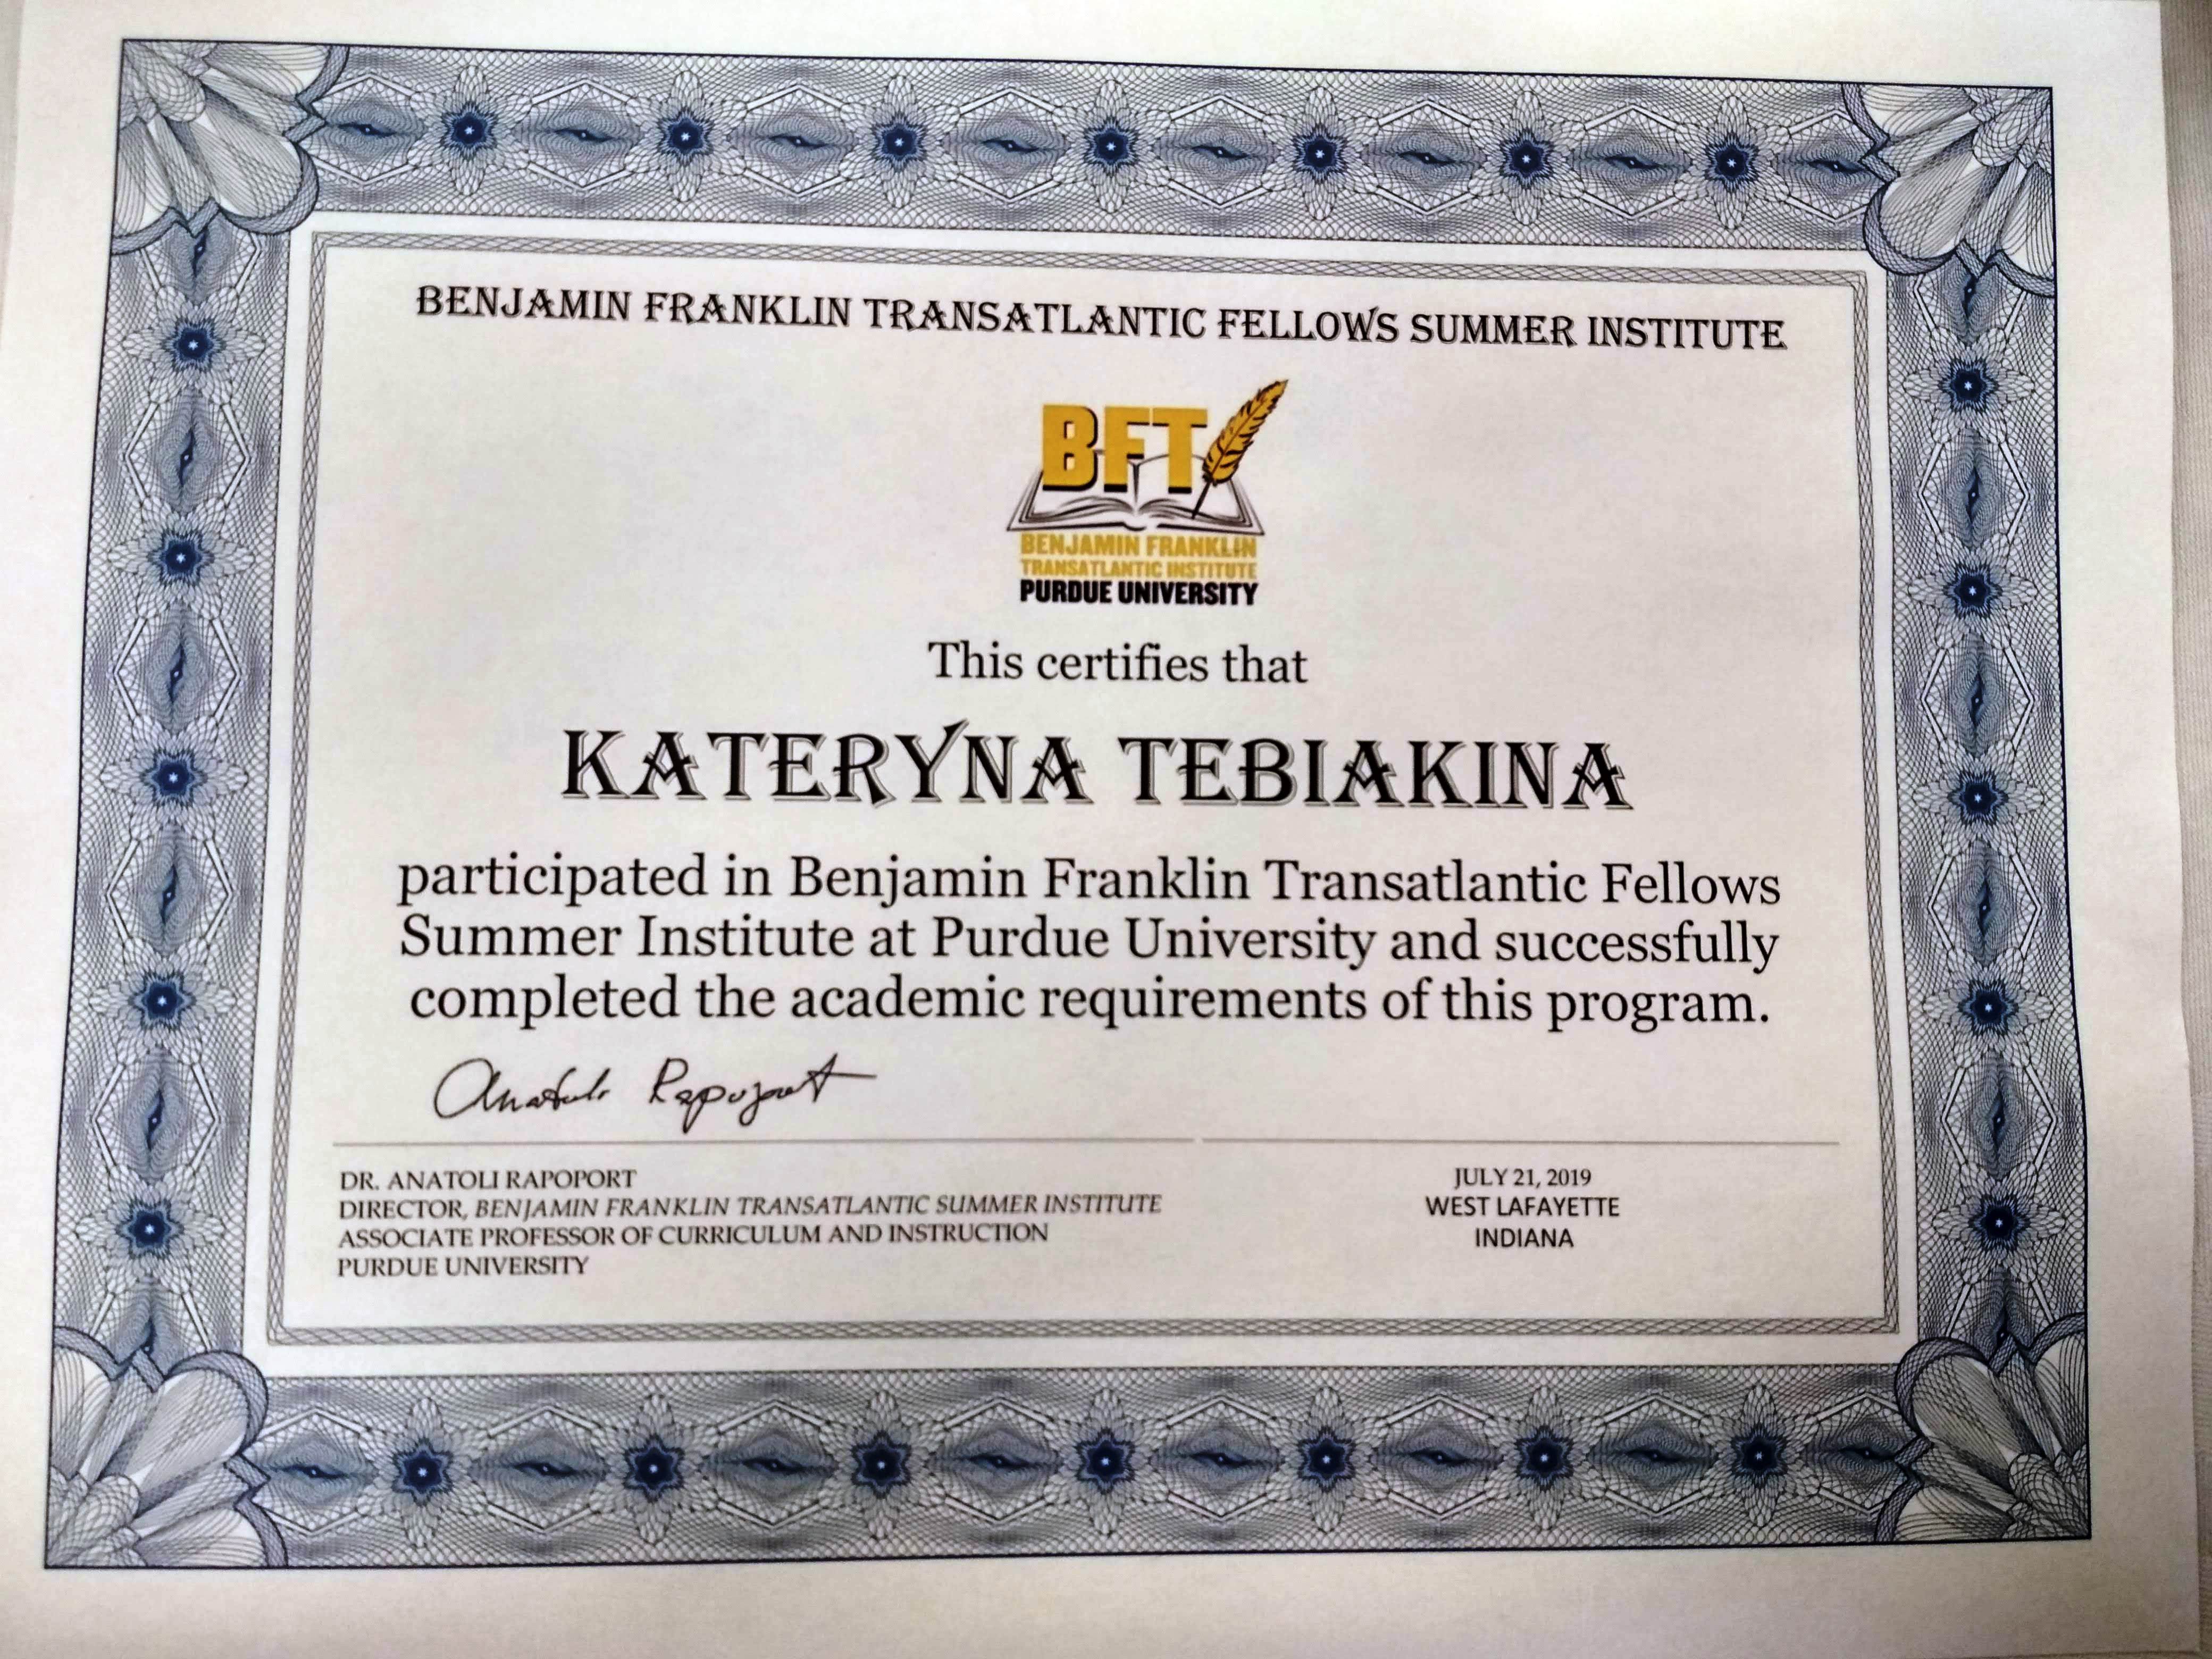 BENJAMIN FRANKLIN TRANSATLANTIC FELLOWS SUMMER INSTITUTE
BFT
BENJAMIN FRANKLIN
TRANSATLANTIC INSTITUTE
PURDUE UNIVERSITY
This certifies that
KATERYNA TEBIAKINA
participated in Benjamin Franklin Transatlantic Fellows
Summer Institute at Purdue University and successfully
completed the academic requirements of this program.
Anatoli Rapoport
DR. ANATOLI RAPOPORT
DIRECTOR, BENJAMIN FRANKLIN TRANSATLANTIC SUMMER INSTITUTE
ASSOCIATE PROFESSOR OF CURRICULUM AND INSTRUCTION
PURDUE UNIVERSITY
JULY 21, 2019
WEST LAFAYETTE
INDIANA